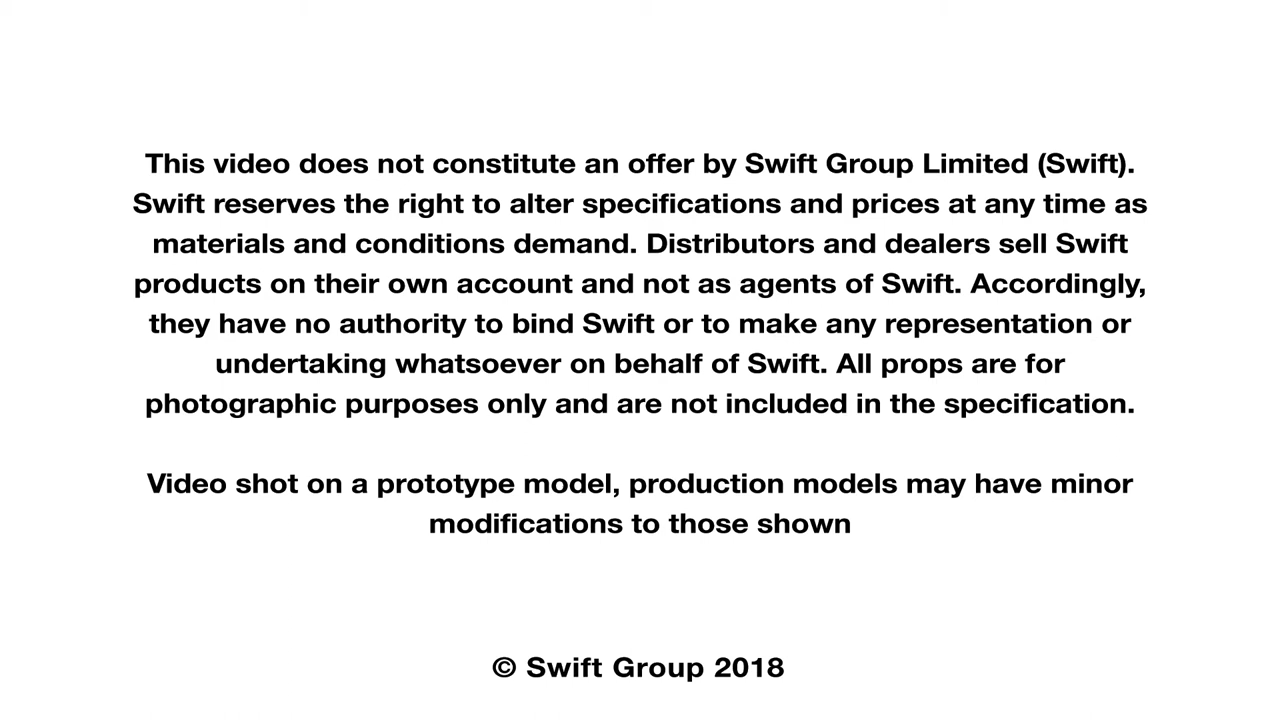 This video does not constitute an offer by Swift Group Limited (Swift).
Swift reserves the right to alter specifications and prices at any time as
materials and conditions demand. Distributors and dealers sell Swift
products on their own account and not as agents of Swift. Accordingly,
they have no authority to bind Swift or to make any representation or
undertaking whatsoever on behalf of Swift. All props are for
photographic purposes only and are not included in the specification.
Video shot on a prototype model, production models may have minor
modifications to those shown
© Swift Group 2018